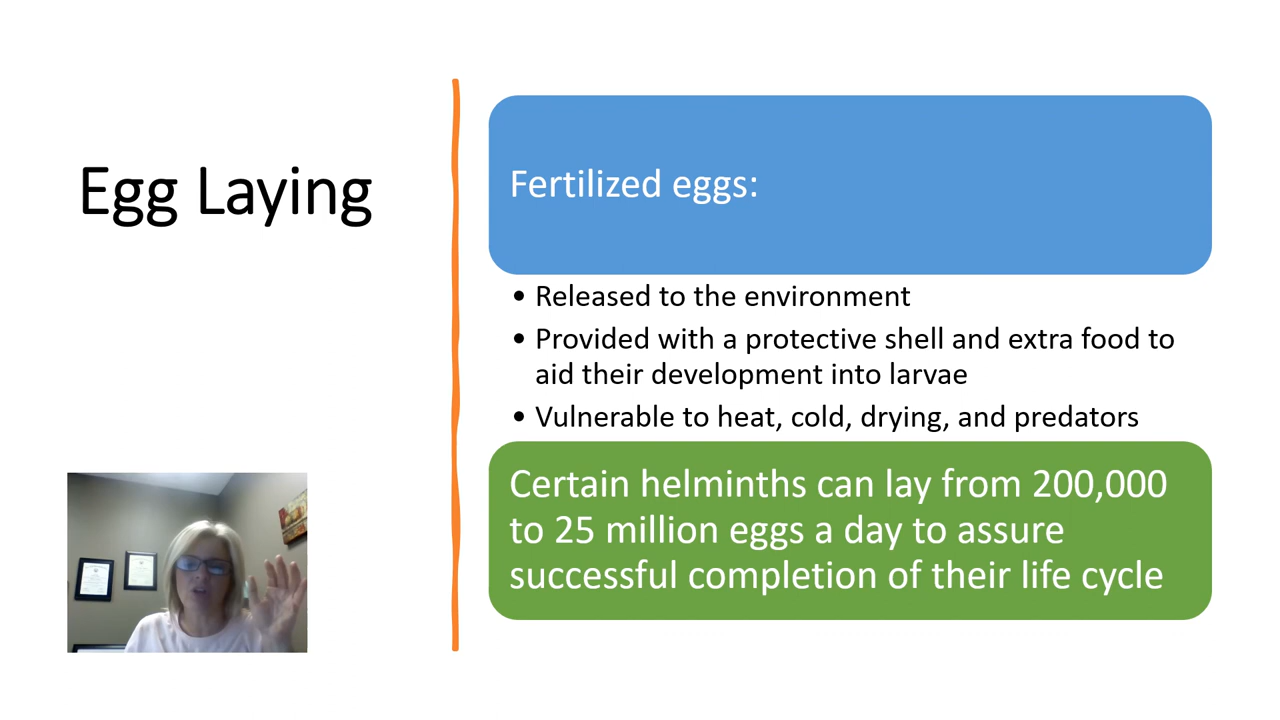 Egg Laying
Fertilized eggs:
• Released to the environment
• Provided with a protective shell and extra food to
aid their development into larvae
• Vulnerable to heat, cold, drying, and predators
Certain helminths can lay from 200,000
to 25 million eggs a day to assure
successful completion of their life cycle